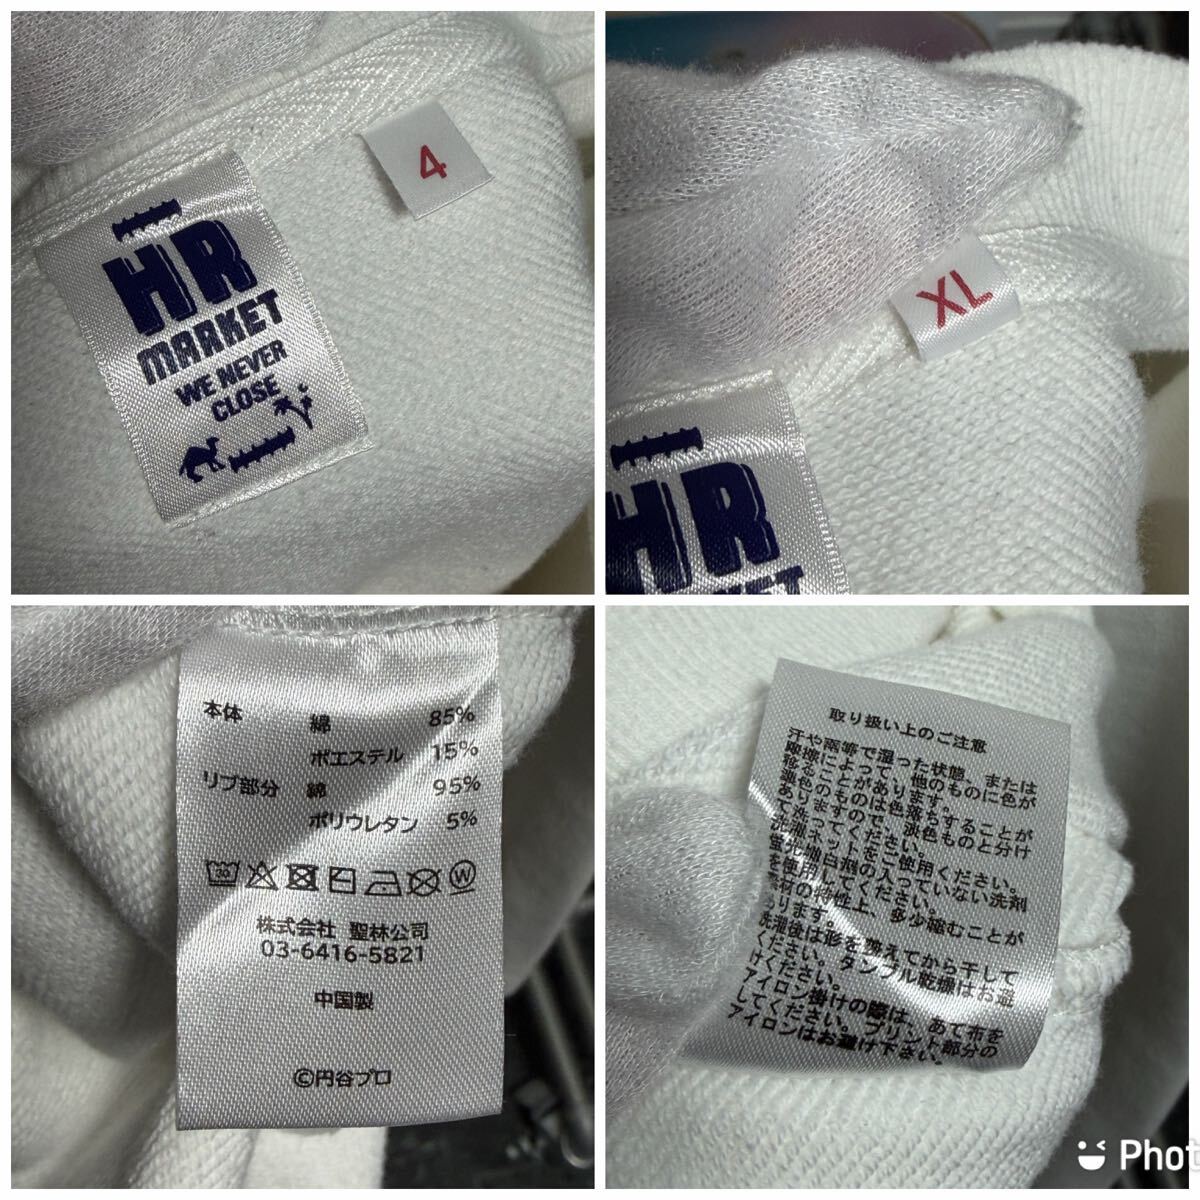 HR
MARKET
WE NEVER
CLOSE
4
XL
HR
本体 綿 85%
ポエステル 15%
リブ部分 綿 95%
ポリウレタン 5%
30
W
株式会社 聖林公司
03-6416-5821
中国製
©円谷プロ
取り扱い上のご注意
汗や雨等で湿った状態、または
摩擦によって、他のものに色が
移ることがあります。
濃色のものは色落ちすることが
ありますので、淡色ものと分け
て洗ってください。
洗濯ネットをご使用ください。
蛍光増白剤の入っていない洗剤
を使用してください。
素材の特性上、多少縮むことが
あります。
洗濯後は形を整えてから干して
ください。タンブル乾燥はお避
けください。
アイロン掛けの際は、あて布を
してください。プリント部分の
アイロンはお避け下さい。
Phot